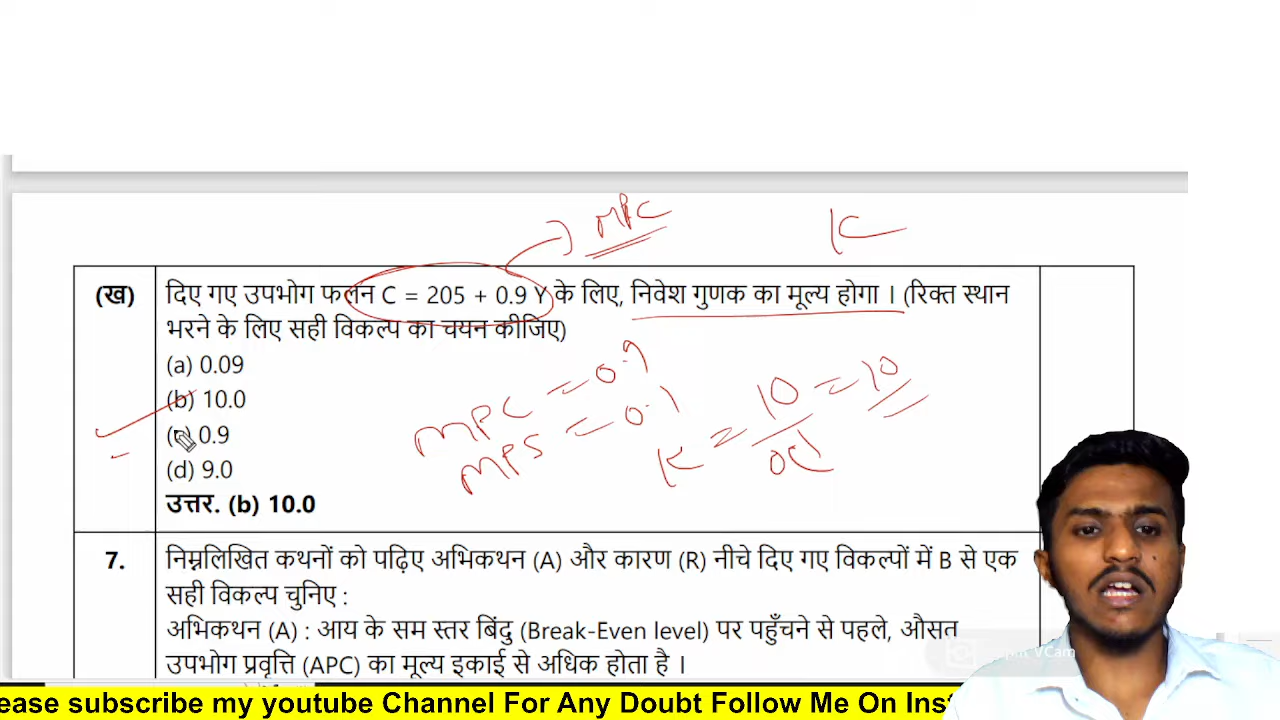 MPC
K
(ख) दिए गए उपभोग फलन C = 205 + 0.9 Y के लिए, निवेश गुणक का मूल्य होगा । (रिक्त स्थान
भरने के लिए सही विकल्प का चयन कीजिए)
(a) 0.09
(b) 10.0
0.9
(d) 9.0
उत्तर. (b) 10.0
MPC = 0.9
MPS = 0.1
K = 10 = 10
7. निम्नलिखित कथनों को पढ़िए अभिकथन (A) और कारण (R) नीचे दिए गए विकल्पों में B से एक
सही विकल्प चुनिए :
अभिकथन (A) : आय के सम स्तर बिंदु (Break-Even level) पर पहुँचने से पहले, औसत
उपभोग प्रवृत्ति (APC) का मूल्य इकाई से अधिक होता है ।
VCam
ease subscribe my youtube Channel For Any Doubt Follow Me On Ins